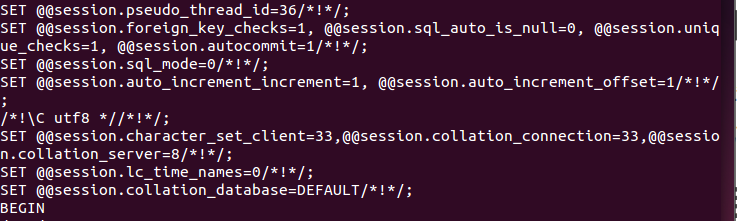 SET @@session.pseudo_thread_id=36/*!*/;
SET @@session.foreign_key_checks=1, @@session.sql_auto_is_null=0, @@session.uniq
ue_checks=1, @@session.autocommit=1/*!*/;
SET @@session.sql_mode=0/*!*/;
SET @@session.auto_increment_increment=1, @@session.auto_increment_offset=1/*!*/
;
/*!\C utf8 *//*!*/;
SET @@session.character_set_client=33,@@session.collation_connection=33,@@sessio
n.collation_server=8/*!*/;
SET @@session.lc_time_names=0/*!*/;
SET @@session.collation_database=DEFAULT/*!*/;
BEGIN